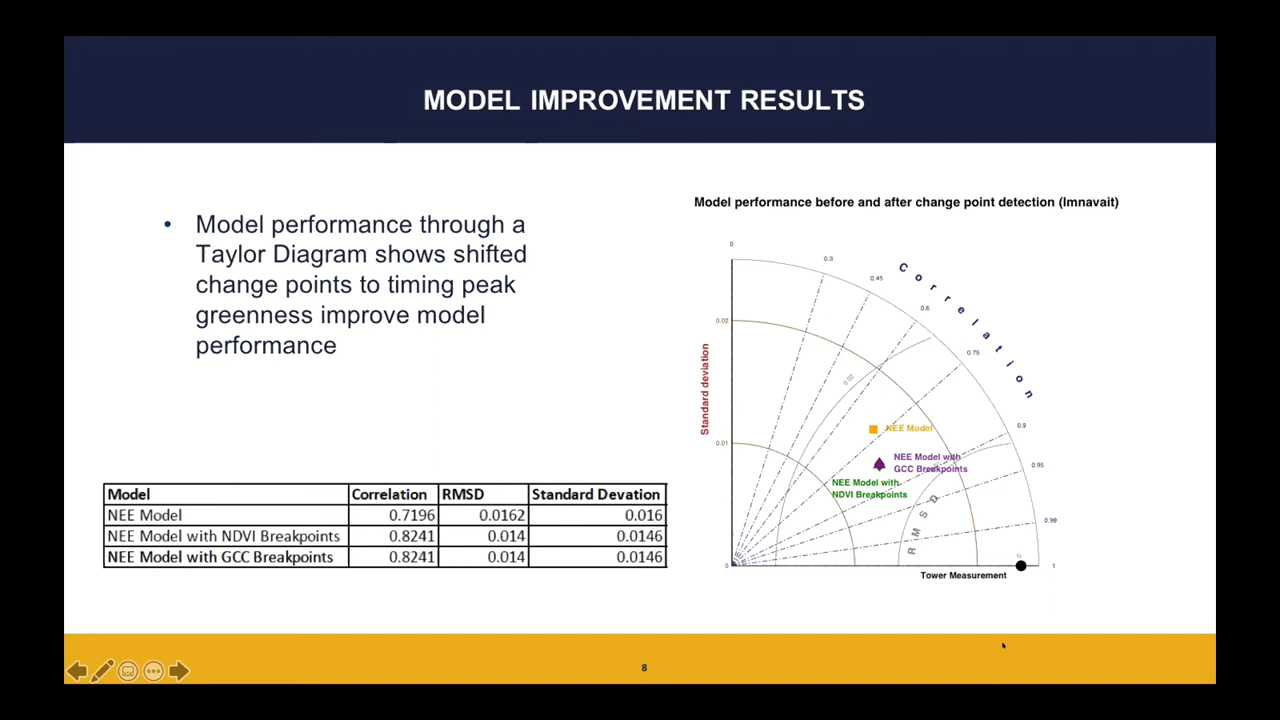 MODEL IMPROVEMENT RESULTS
• Model performance through a
Taylor Diagram shows shifted
change points to timing peak
greenness improve model
performance
Model Correlation RMSD Standard Devation
NEE Model 0.7196 0.0162 0.016
NEE Model with NDVI Breakpoints 0.8241 0.014 0.0146
NEE Model with GCC Breakpoints 0.8241 0.014 0.0146
Model performance before and after change point detection (Imnavait)
0
0.3
0.45
0.6
0.75
0.9
0.95
0.99
1
Correlation
Standard deviation
0.02
0.01
0
0.02
0
RMSD
NEE Model
NEE Model with
GCC Breakpoints
NEE Model with
NDVI Breakpoints
Tower Measurement
8